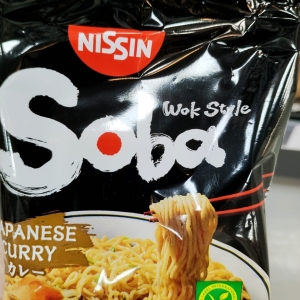 NISSIN
Wok Style
Soba
JAPANESE
CURRY
カレー